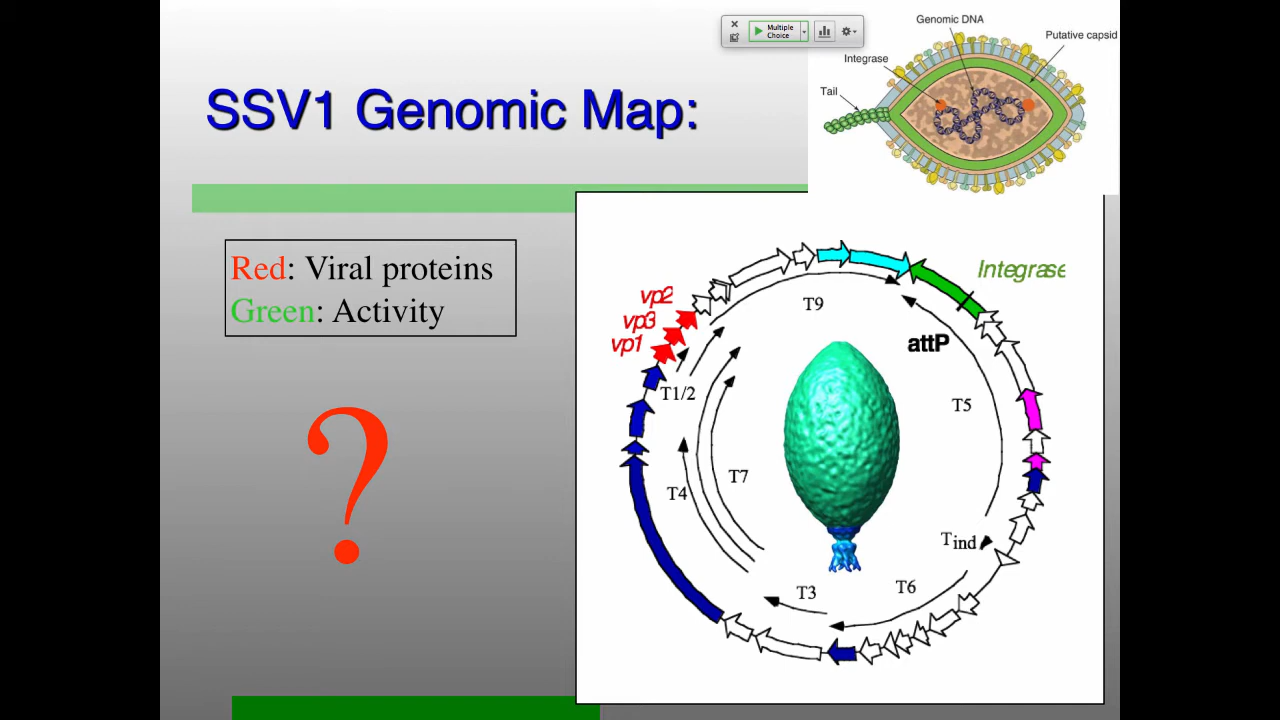 Multiple
Choice
Genomic DNA
Putative capsid
Integrase
Tail
SSV1 Genomic Map:
Red: Viral proteins
Green: Activity
?
Integrase
vp2
vp3
vp1
T9
attP
T1/2
T5
T7
T4
Tind
T3
T6